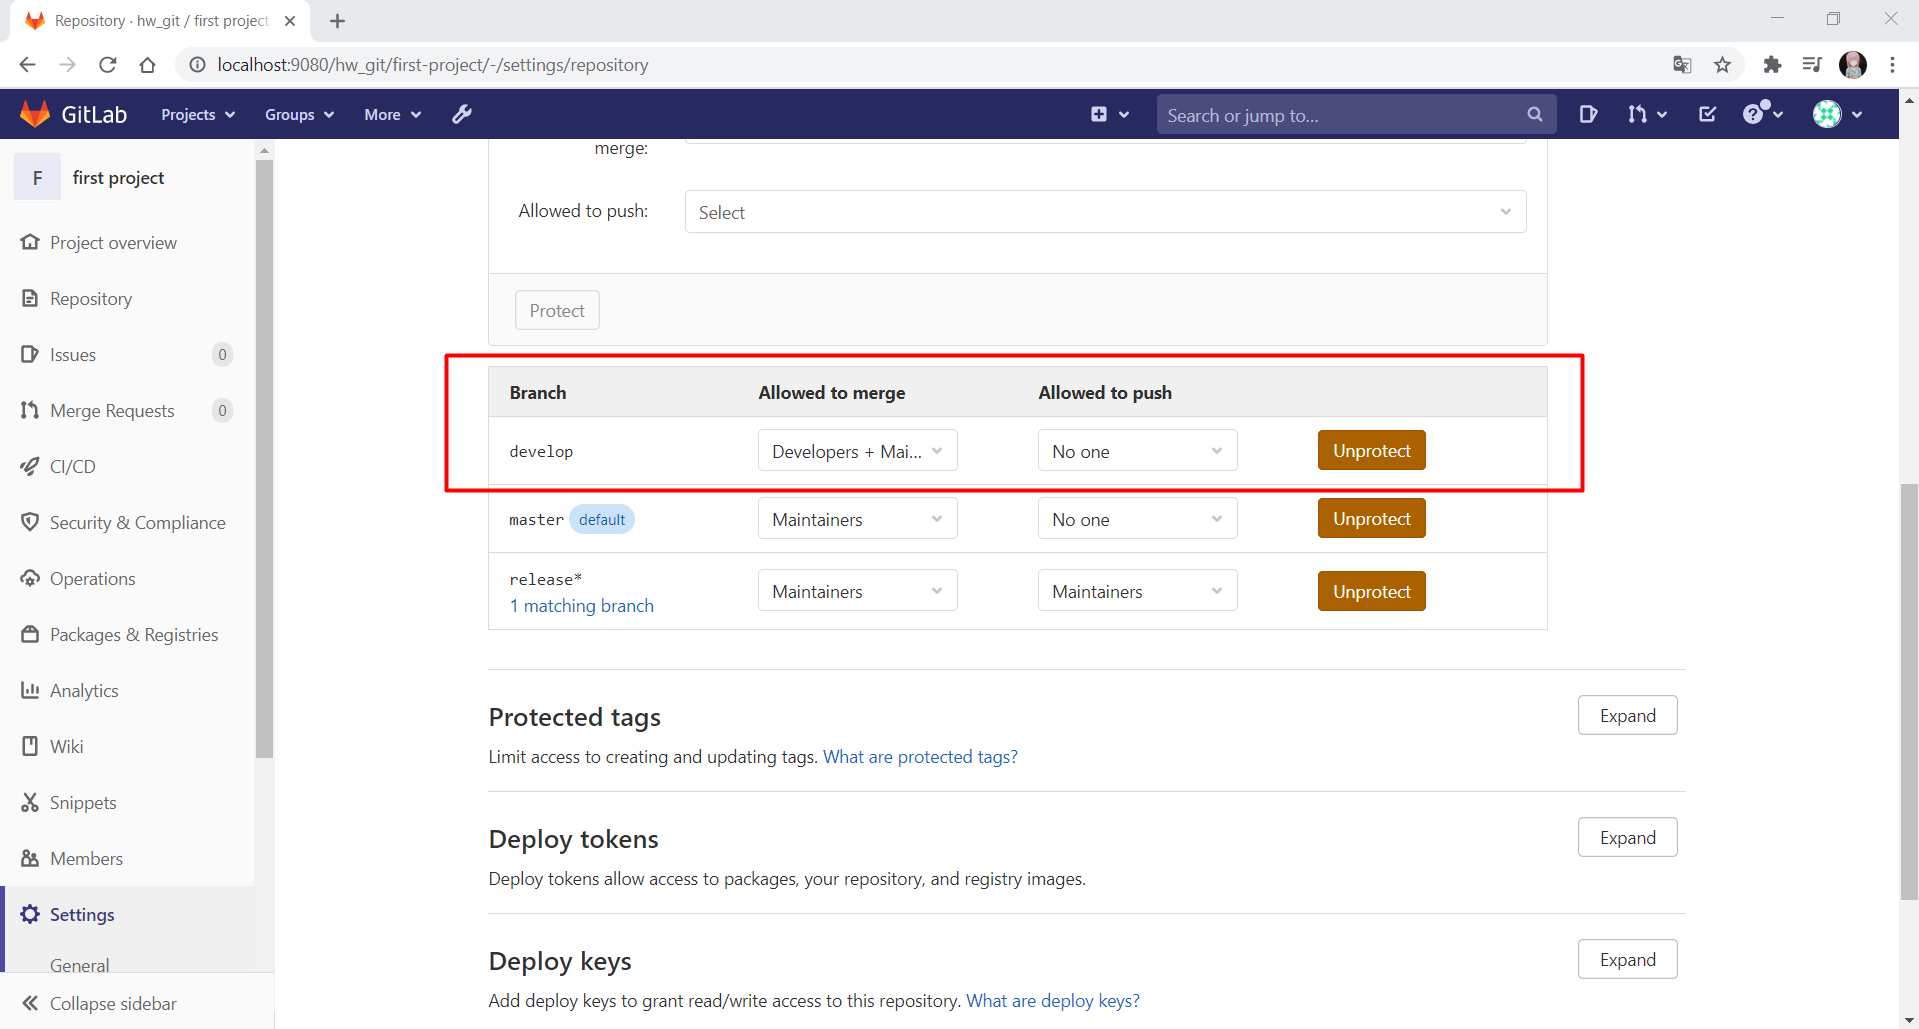 Repository · hw_git / first project
localhost:9080/hw_git/first-project/-/settings/repository
GitLab Projects Groups More Search or jump to...
F first project
Project overview
Repository
Issues 0
Merge Requests 0
CI/CD
Security & Compliance
Operations
Packages & Registries
Analytics
Wiki
Snippets
Members
Settings
General
Collapse sidebar
merge:
Allowed to push: Select
Protect
Branch Allowed to merge Allowed to push
develop Developers + Mai... No one Unprotect
master default Maintainers No one Unprotect
release* Maintainers Maintainers Unprotect
1 matching branch
Protected tags Expand
Limit access to creating and updating tags. What are protected tags?
Deploy tokens Expand
Deploy tokens allow access to packages, your repository, and registry images.
Deploy keys Expand
Add deploy keys to grant read/write access to this repository. What are deploy keys?